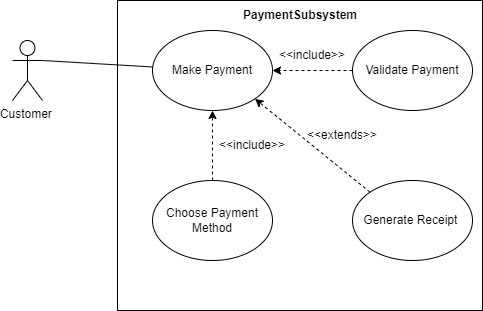 PaymentSubsystem
<<include>>
Make Payment
Validate Payment
Customer
<<extends>>
<<include>>
Choose Payment
Method
Generate Receipt